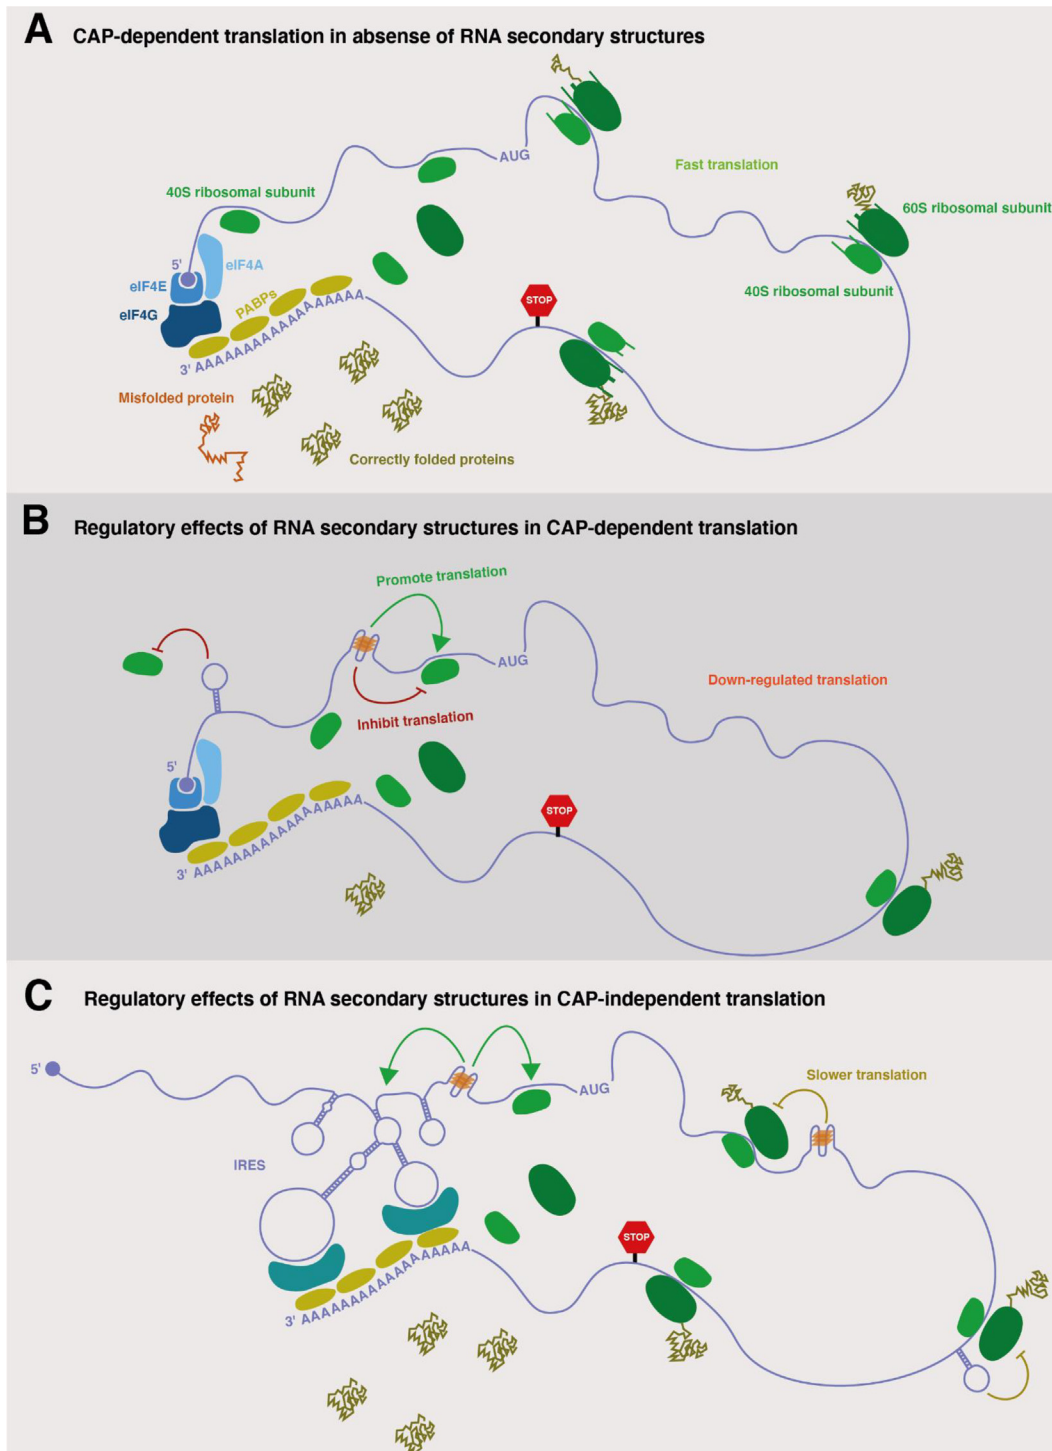 A
CAP-dependent translation in absense of RNA secondary structures
AUG
Fast translation
40S ribosomal subunit
60S ribosomal subunit
5'
eIF4A
eIF4E
PABPs
40S ribosomal subunit
eIF4G
STOP
3' AAAAAAAAAAAAAAAAAA
Misfolded protein
Correctly folded proteins
B
Regulatory effects of RNA secondary structures in CAP-dependent translation
Promote translation
AUG
Down-regulated translation
Inhibit translation
5'
STOP
3' AAAAAAAAAAAAAAAAAA
C
Regulatory effects of RNA secondary structures in CAP-independent translation
5'
Slower translation
AUG
IRES
STOP
3' AAAAAAAAAAAAAAAAAA